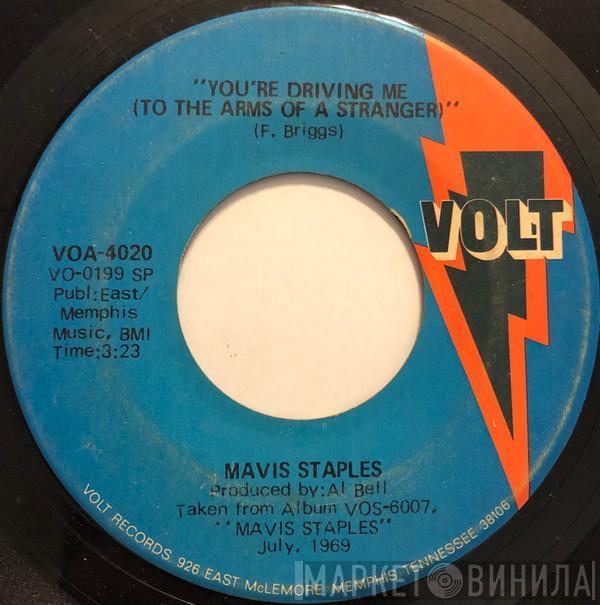 "YOU'RE DRIVING ME
(TO THE ARMS OF A STRANGER)"
(F. Briggs)
VOLT
VOA-4020
VO-0199 SP
Publ:East/
Memphis
Music, BMI
Time:3:23
MAVIS STAPLES
Produced by:Al Bell
Taken from Album VOS-6007,
"MAVIS STAPLES"
July, 1969
VOLT RECORDS, 926 EAST McLEMORE, MEMPHIS, TENNESSEE 38106
МАРКЕТ ВИНИЛА